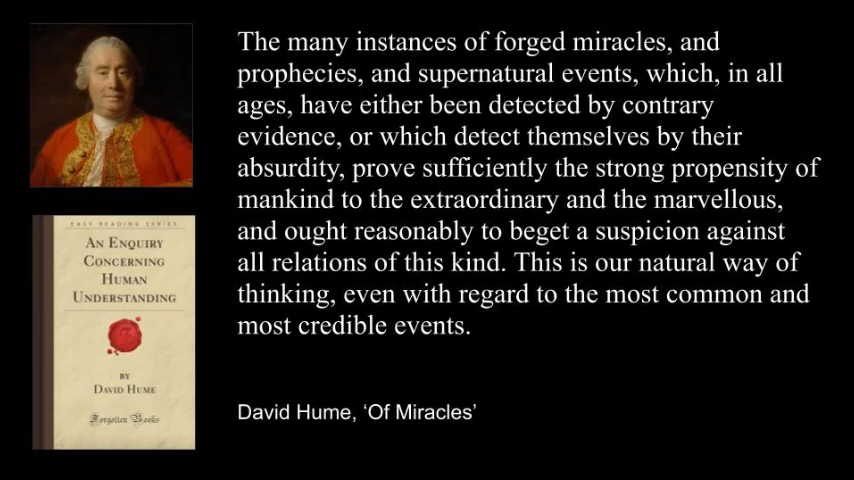 The many instances of forged miracles, and
prophecies, and supernatural events, which, in all
ages, have either been detected by contrary
evidence, or which detect themselves by their
absurdity, prove sufficiently the strong propensity of
mankind to the extraordinary and the marvellous,
and ought reasonably to beget a suspicion against
all relations of this kind. This is our natural way of
thinking, even with regard to the most common and
most credible events.
David Hume, ‘Of Miracles’
EASY READING SERIES
AN ENQUIRY
CONCERNING
HUMAN
UNDERSTANDING
BY
DAVID HUME
Forgotten Books